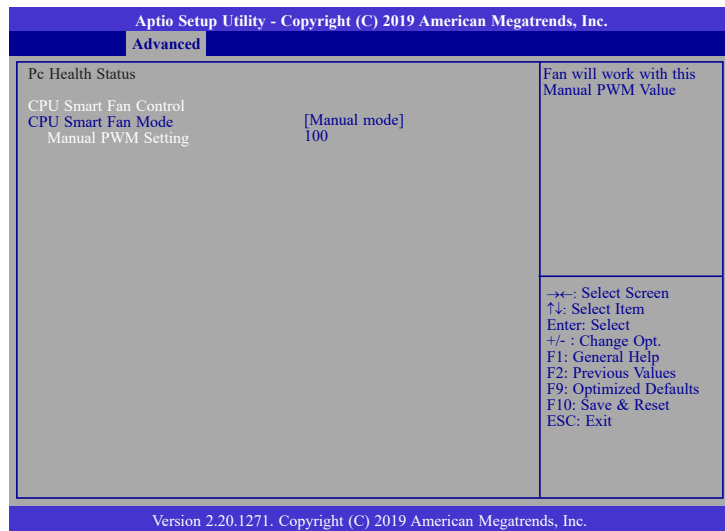 Aptio Setup Utility - Copyright (C) 2019 American Megatrends, Inc.
Advanced
Pc Health Status
CPU Smart Fan Control
CPU Smart Fan Mode [Manual mode]
Manual PWM Setting 100
Fan will work with this
Manual PWM Value
→←: Select Screen
↑↓: Select Item
Enter: Select
+/- : Change Opt.
F1: General Help
F2: Previous Values
F9: Optimized Defaults
F10: Save & Reset
ESC: Exit
Version 2.20.1271. Copyright (C) 2019 American Megatrends, Inc.